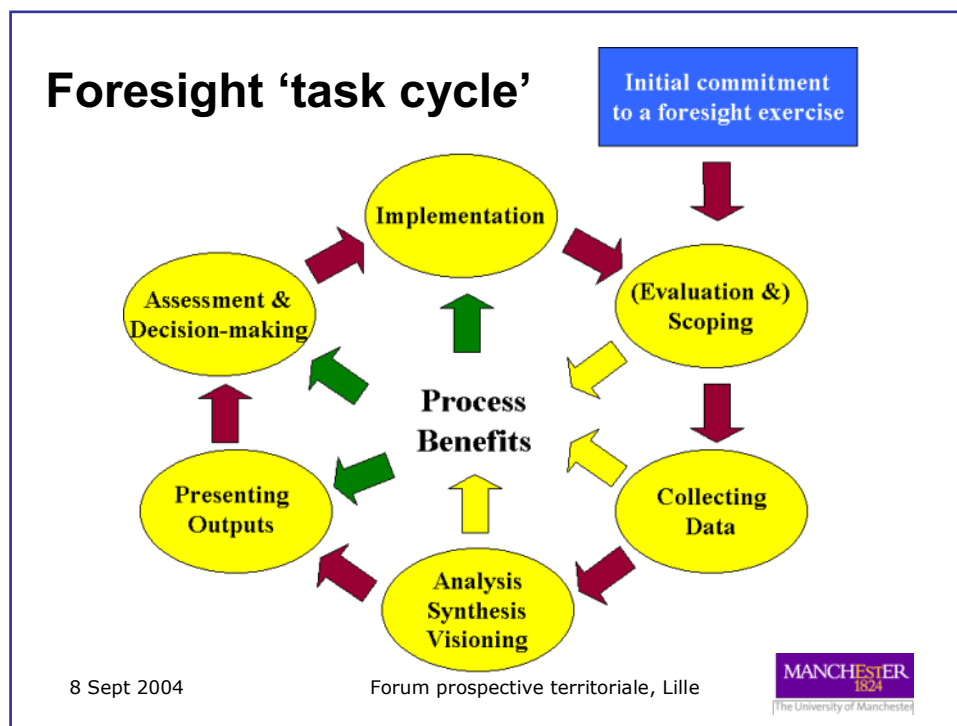 Foresight ‘task cycle’
Initial commitment
to a foresight exercise
Implementation
(Evaluation &)
Scoping
Assessment &
Decision-making
Process
Benefits
Presenting
Outputs
Collecting
Data
Analysis
Synthesis
Visioning
8 Sept 2004
Forum prospective territoriale, Lille
MANCHESTER
1824
The University of Manchester